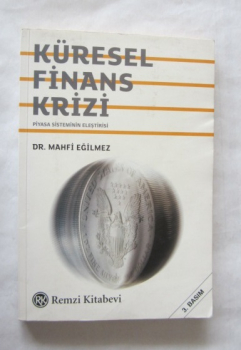 KÜRESEL
FİNANS
KRİZİ
PİYASA SİSTEMİNİN ELEŞTİRİSİ
DR. MAHFİ EĞİLMEZ
RK Remzi Kitabevi
3. BASIM